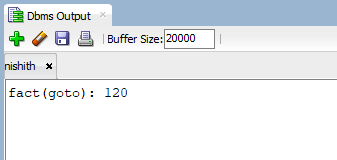 Dbms Output
Buffer Size: 20000
nishith
fact(goto): 120